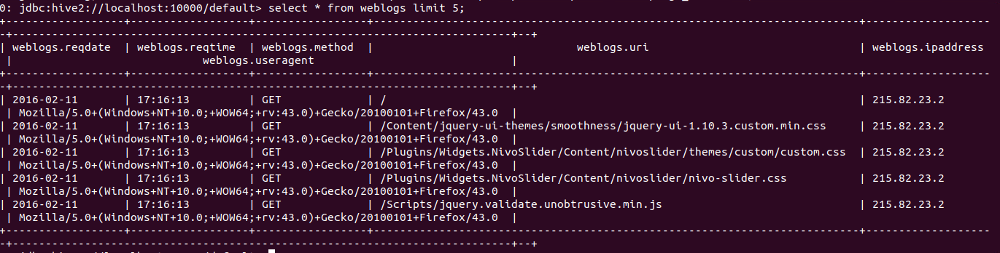 0: jdbc:hive2://localhost:10000/default> select * from weblogs limit 5;
+------------------+------------------+-----------------+-------------------------------------------------------------------------+-------------------
-+---------------------------------------------------------------------------+--+
| weblogs.reqdate | weblogs.reqtime | weblogs.method | weblogs.uri | weblogs.ipaddress
| weblogs.useragent |
+------------------+------------------+-----------------+-------------------------------------------------------------------------+-------------------
-+---------------------------------------------------------------------------+--+
| 2016-02-11 | 17:16:13 | GET | / | 215.82.23.2
| Mozilla/5.0+(Windows+NT+10.0;+WOW64;+rv:43.0)+Gecko/20100101+Firefox/43.0 |
| 2016-02-11 | 17:16:13 | GET | /Content/jquery-ui-themes/smoothness/jquery-ui-1.10.3.custom.min.css | 215.82.23.2
| Mozilla/5.0+(Windows+NT+10.0;+WOW64;+rv:43.0)+Gecko/20100101+Firefox/43.0 |
| 2016-02-11 | 17:16:13 | GET | /Plugins/Widgets.NivoSlider/Content/nivoslider/themes/custom/custom.css | 215.82.23.2
| Mozilla/5.0+(Windows+NT+10.0;+WOW64;+rv:43.0)+Gecko/20100101+Firefox/43.0 |
| 2016-02-11 | 17:16:13 | GET | /Plugins/Widgets.NivoSlider/Content/nivoslider/nivo-slider.css | 215.82.23.2
| Mozilla/5.0+(Windows+NT+10.0;+WOW64;+rv:43.0)+Gecko/20100101+Firefox/43.0 |
| 2016-02-11 | 17:16:13 | GET | /Scripts/jquery.validate.unobtrusive.min.js | 215.82.23.2
| Mozilla/5.0+(Windows+NT+10.0;+WOW64;+rv:43.0)+Gecko/20100101+Firefox/43.0 |
+------------------+------------------+-----------------+-------------------------------------------------------------------------+-------------------
-+---------------------------------------------------------------------------+--+